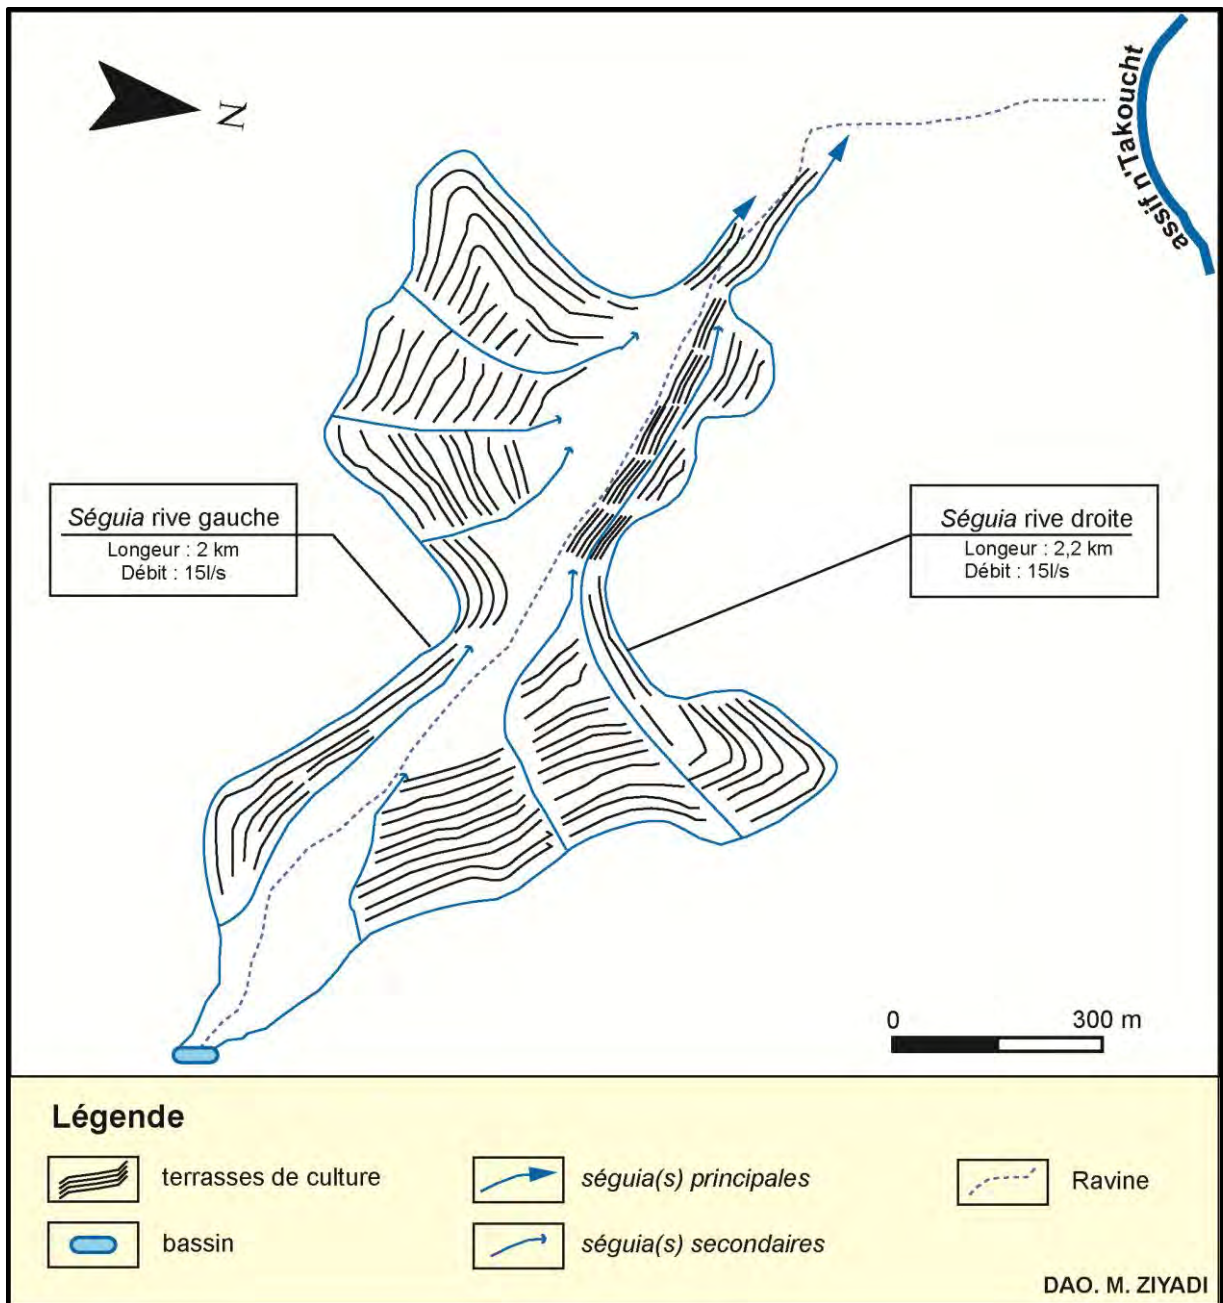 N
assif n'Takoucht
Séguia rive gauche
Longeur : 2 km
Débit : 15l/s
Séguia rive droite
Longeur : 2,2 km
Débit : 15l/s
0 300 m
Légende
terrasses de culture
séguia(s) principales
Ravine
bassin
séguia(s) secondaires
DAO. M. ZIYADI